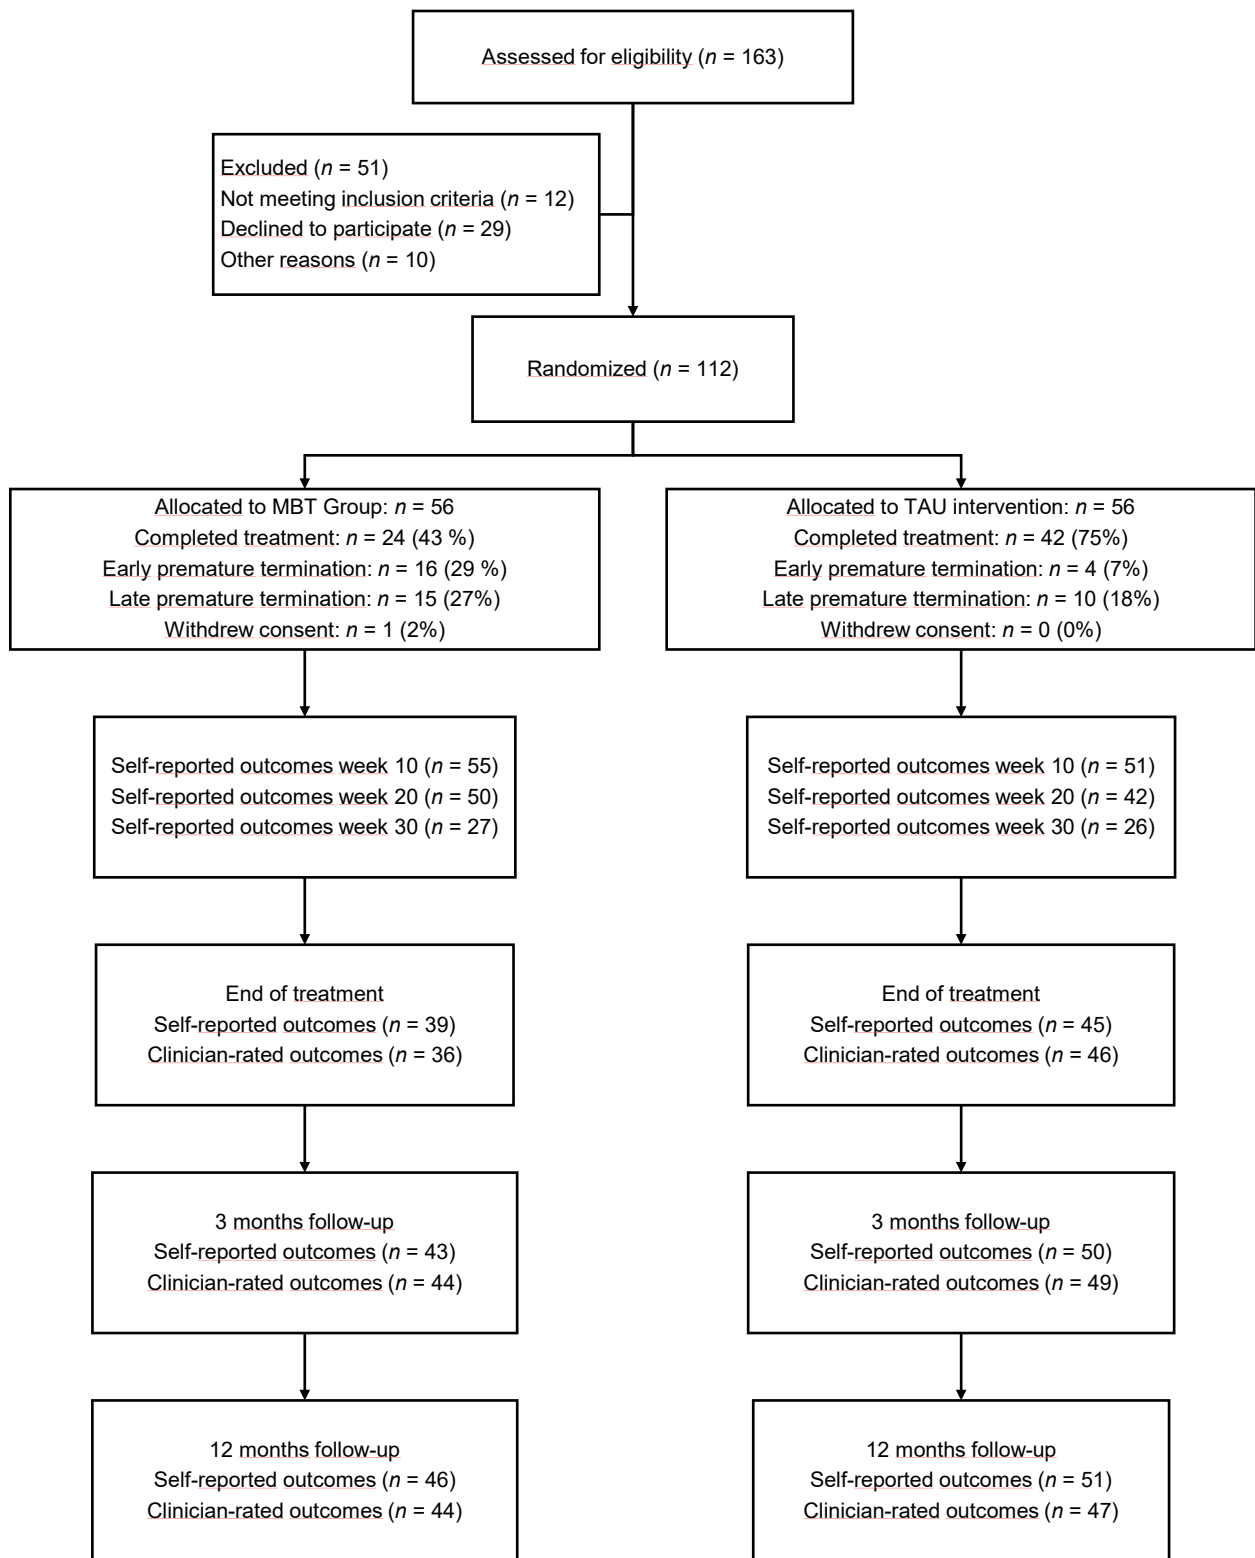 Assessed for eligibility (n = 163)
Excluded (n = 51)
Not meeting inclusion criteria (n = 12)
Declined to participate (n = 29)
Other reasons (n = 10)
Randomized (n = 112)
Allocated to MBT Group: n = 56
Completed treatment: n = 24 (43 %)
Early premature termination: n = 16 (29 %)
Late premature termination: n = 15 (27%)
Withdrew consent: n = 1 (2%)
Allocated to TAU intervention: n = 56
Completed treatment: n = 42 (75%)
Early premature termination: n = 4 (7%)
Late premature ttermination: n = 10 (18%)
Withdrew consent: n = 0 (0%)
Self-reported outcomes week 10 (n = 55)
Self-reported outcomes week 20 (n = 50)
Self-reported outcomes week 30 (n = 27)
Self-reported outcomes week 10 (n = 51)
Self-reported outcomes week 20 (n = 42)
Self-reported outcomes week 30 (n = 26)
End of treatment
Self-reported outcomes (n = 39)
Clinician-rated outcomes (n = 36)
End of treatment
Self-reported outcomes (n = 45)
Clinician-rated outcomes (n = 46)
3 months follow-up
Self-reported outcomes (n = 43)
Clinician-rated outcomes (n = 44)
3 months follow-up
Self-reported outcomes (n = 50)
Clinician-rated outcomes (n = 49)
12 months follow-up
Self-reported outcomes (n = 46)
Clinician-rated outcomes (n = 44)
12 months follow-up
Self-reported outcomes (n = 51)
Clinician-rated outcomes (n = 47)